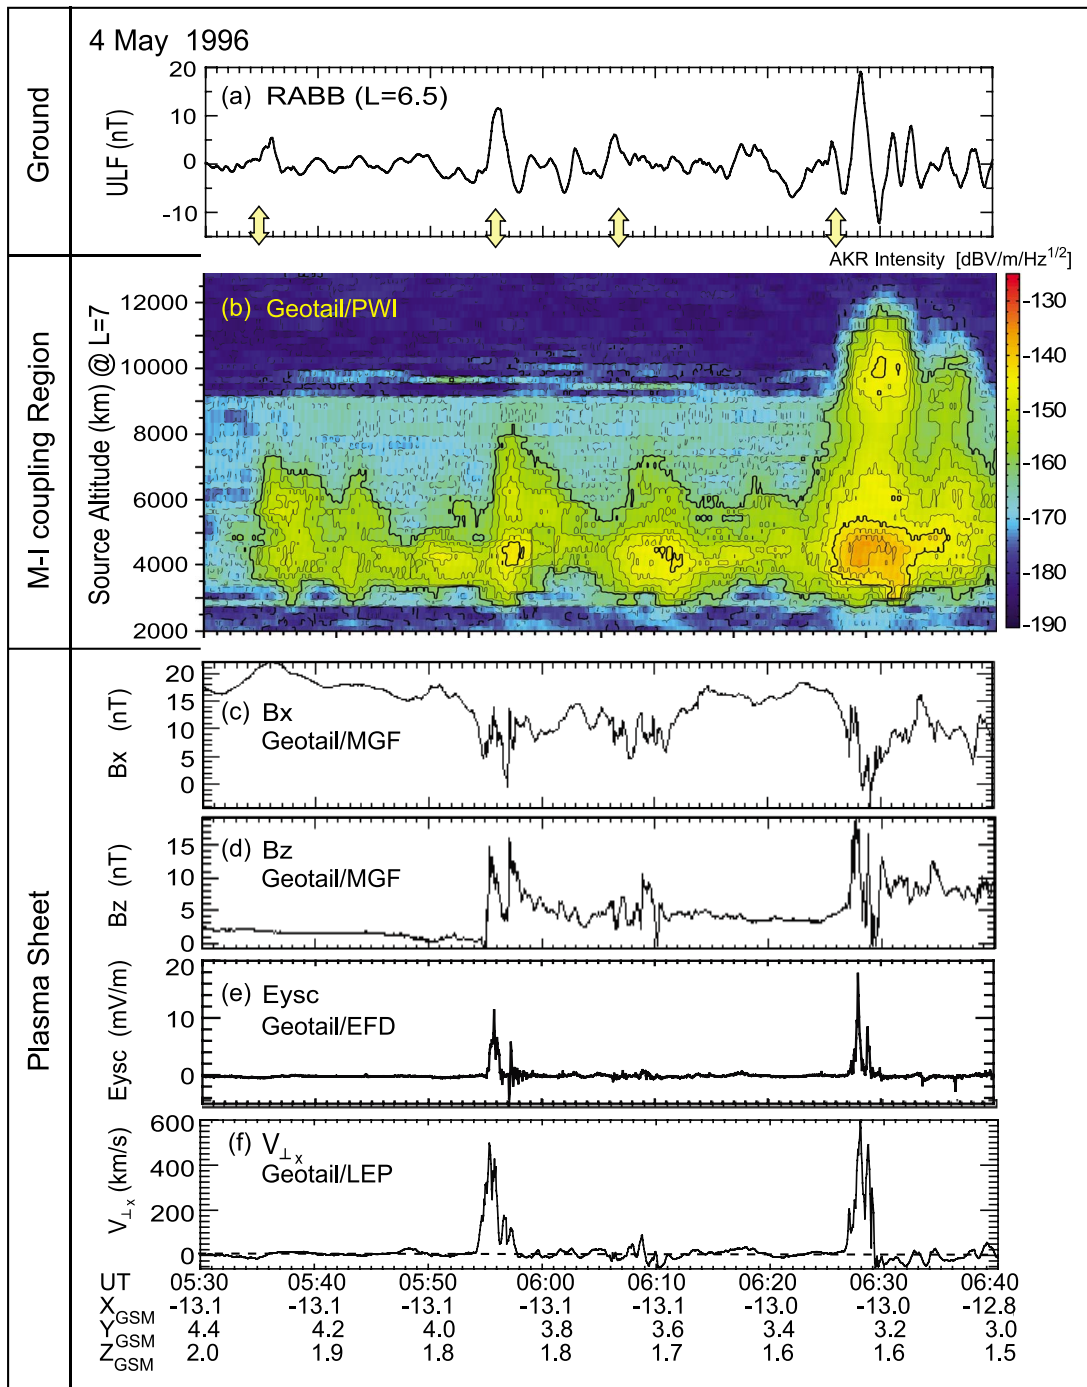 4 May 1996
Ground
ULF (nT)
20
10
0
-10
(a) RABB (L=6.5)
M-I coupling Region
Source Altitude (km) @ L=7
12000
10000
8000
6000
4000
2000
(b) Geotail/PWI
AKR Intensity [dBV/m/Hz1/2]
-130
-140
-150
-160
-170
-180
-190
Plasma Sheet
Bx (nT)
20
15
10
5
0
(c) Bx
Geotail/MGF
Bz (nT)
15
10
5
0
(d) Bz
Geotail/MGF
Eysc (mV/m)
20
10
0
(e) Eysc
Geotail/EFD
V⊥x (km/s)
600
400
200
0
(f) V⊥x
Geotail/LEP
UT 05:30 05:40 05:50 06:00 06:10 06:20 06:30 06:40
XGSM -13.1 -13.1 -13.1 -13.1 -13.1 -13.0 -13.0 -12.8
YGSM 4.4 4.2 4.0 3.8 3.6 3.4 3.2 3.0
ZGSM 2.0 1.9 1.8 1.8 1.7 1.6 1.6 1.5